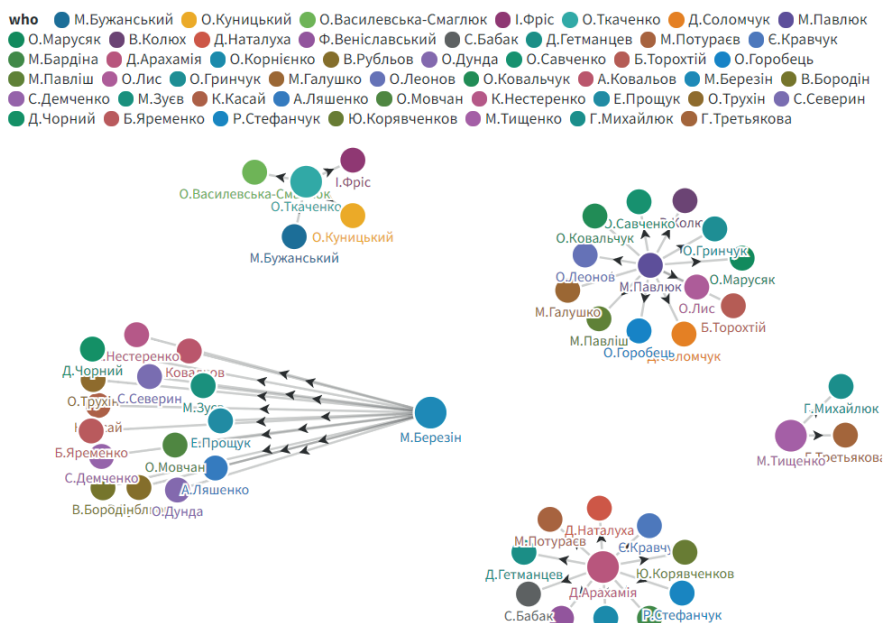 who М.Бужанський О.Куницький О.Василевська-Смаглюк І.Фріс О.Ткаченко Д.Соломчук М.Павлюк
О.Марусяк В.Колюх Д.Наталуха Ф.Веніславський С.Бабак Д.Гетманцев М.Потураєв Є.Кравчук
М.Бардіна Д.Арахамія О.Корнієнко В.Рубльов О.Дунда О.Савченко Б.Торохтій О.Горобець
М.Павліш О.Лис О.Гринчук М.Галушко О.Леонов О.Ковальчук А.Ковальов М.Березін В.Бородін
С.Демченко М.Зуєв К.Касай А.Ляшенко О.Мовчан К.Нестеренко Е.Прощук О.Трухін С.Северин
Д.Чорний Б.Яременко Р.Стефанчук Ю.Корявченков М.Тищенко Г.Михайлюк Г.Третьякова
І.Фріс
О.Ткаченко
О.Куницький
М.Бужанський
О.Савченко
О.Ковальчук
О.Гринчук
О.Леонов
О.Марусяк
М.Павлюк
М.Галушко
О.Лис
Б.Торохтій
М.Павліш
О.Горобець
Д.Чорний
С.Северин
М.Березін
Е.Прощук
Б.Яременко
О.Мовчан
С.Демченко
А.Ляшенко
О.Дунда
Г.Михайлюк
М.Тищенко
Г.Третьякова
Д.Наталуха
М.Потураєв
Д.Гетманцев
Ю.Корявченков
Д.Арахамія
С.Бабак
Р.Стефанчук